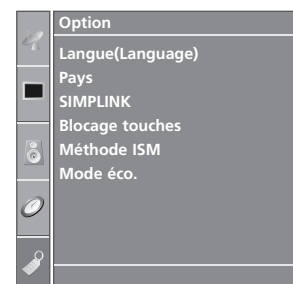 Option
Langue(Language)
Pays
SIMPLINK
Blocage touches
Méthode ISM
Mode éco.